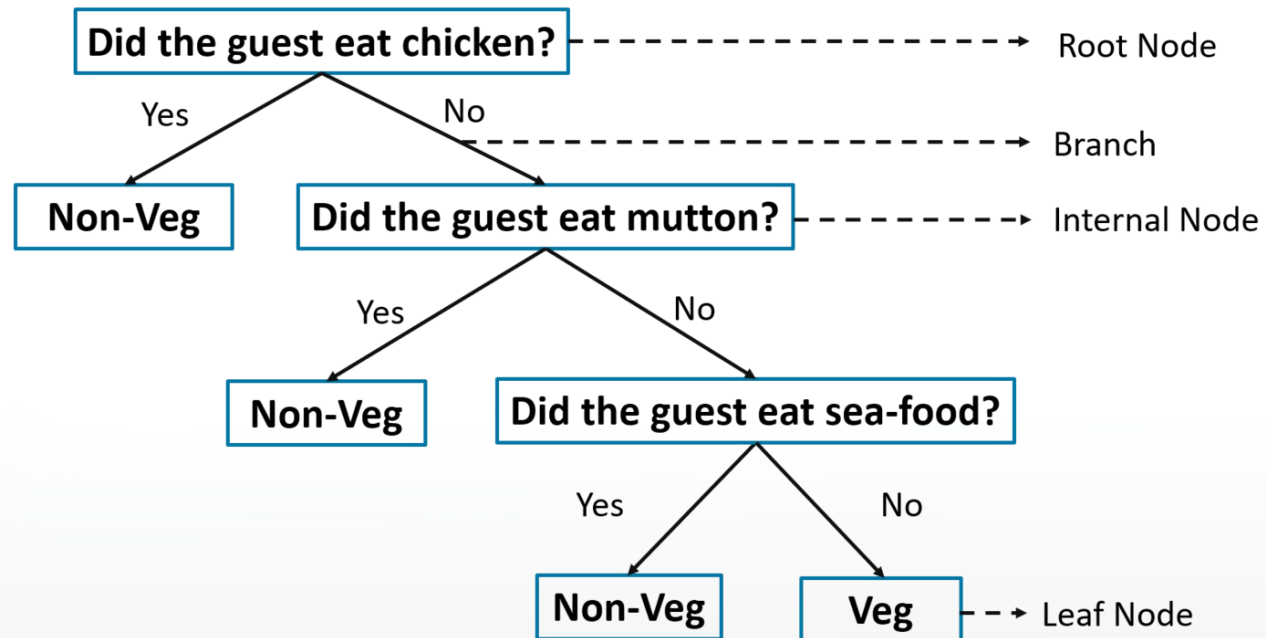 Did the guest eat chicken?
Root Node
Yes
No
Branch
Non-Veg
Did the guest eat mutton?
Internal Node
Yes
No
Non-Veg
Did the guest eat sea-food?
Yes
No
Non-Veg
Veg
Leaf Node